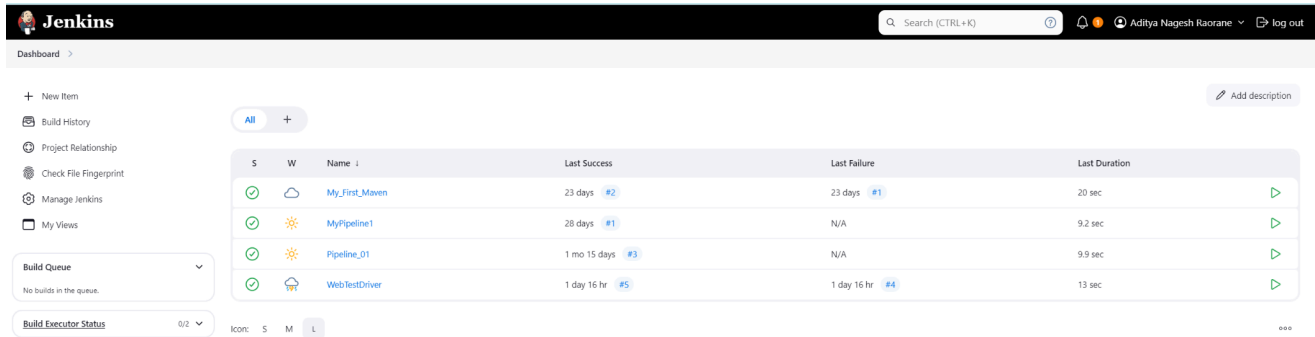 Jenkins
Search (CTRL+K)
1
Aditya Nagesh Raorane
log out
Dashboard
New Item
Build History
Project Relationship
Check File Fingerprint
Manage Jenkins
My Views
Build Queue
No builds in the queue.
Build Executor Status 0/2
Add description
All +
S W Name ↓ Last Success Last Failure Last Duration
My_First_Maven 23 days #2 23 days #1 20 sec
MyPipeline1 28 days #1 N/A 9.2 sec
Pipeline_01 1 mo 15 days #3 N/A 9.9 sec
WebTestDriver 1 day 16 hr #5 1 day 16 hr #4 13 sec
Icon: S M L